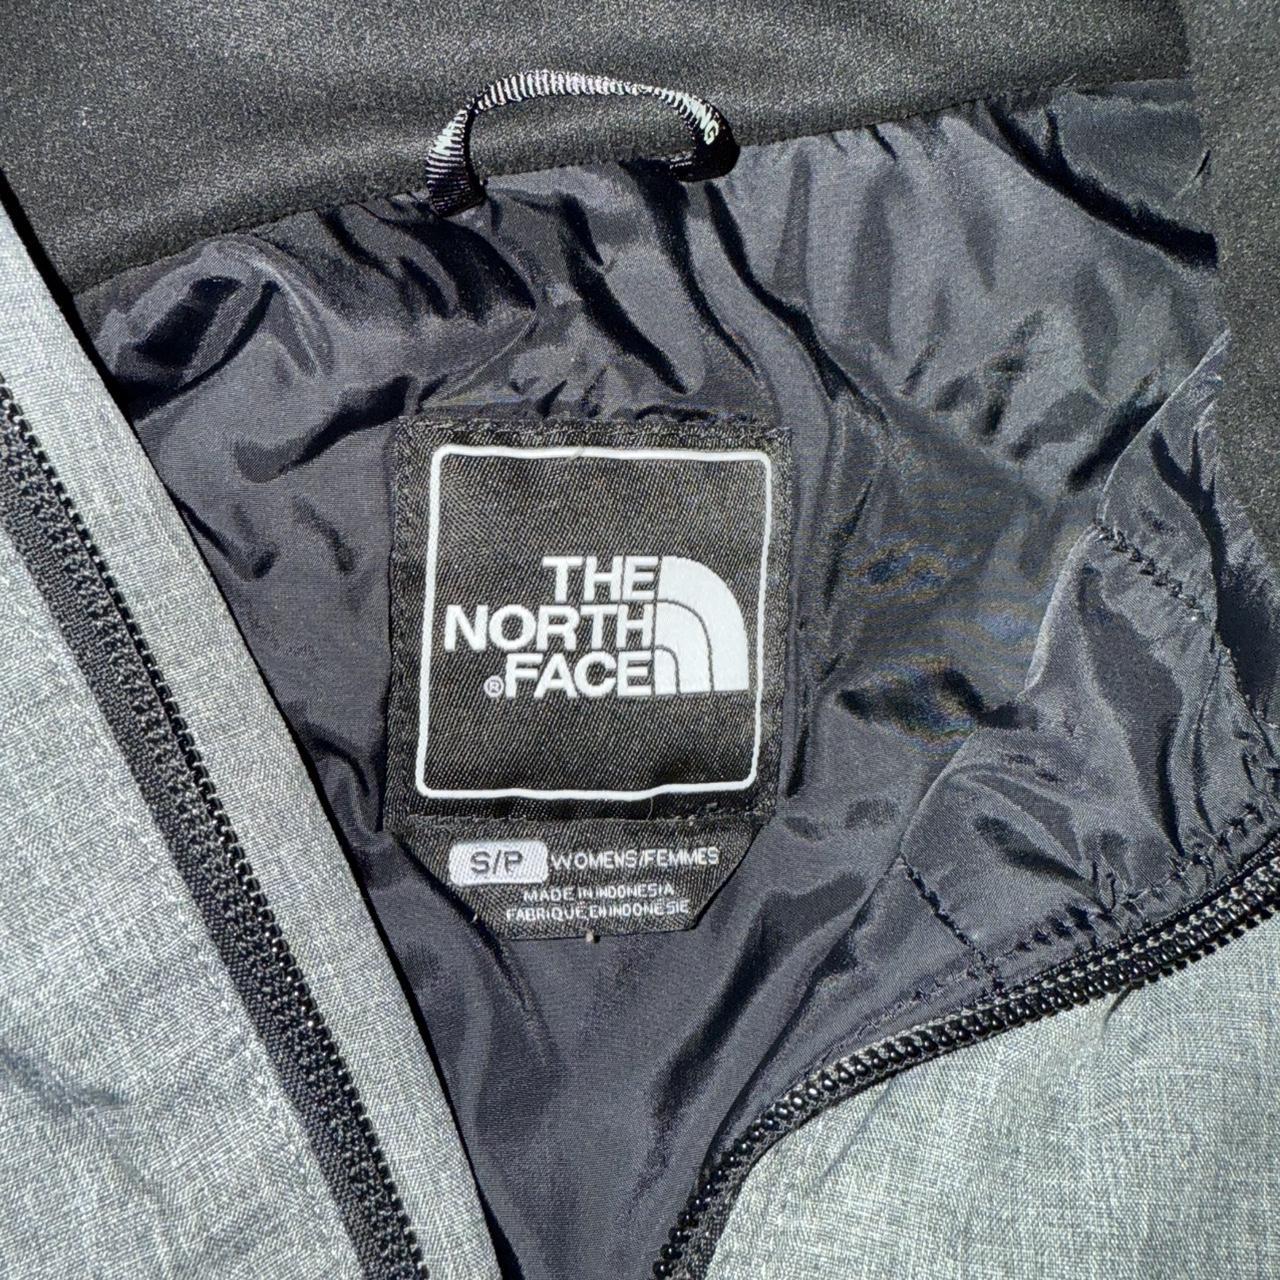 THE
NORTH
®FACE
S/P WOMENS/FEMMES
MADE IN INDONESIA
FABRIQUE EN INDONESIE